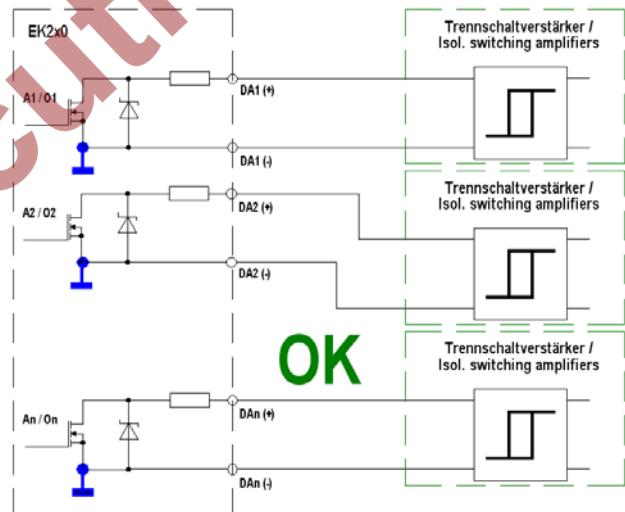 EK2x0
Trennschaltverstärker /
Isol. switching amplifiers
A1 / O1
DA1 (+)
DA1 (-)
Trennschaltverstärker /
Isol. switching amplifiers
A2 / O2
DA2 (+)
DA2 (-)
OK
Trennschaltverstärker /
Isol. switching amplifiers
An / On
DAn (+)
DAn (-)